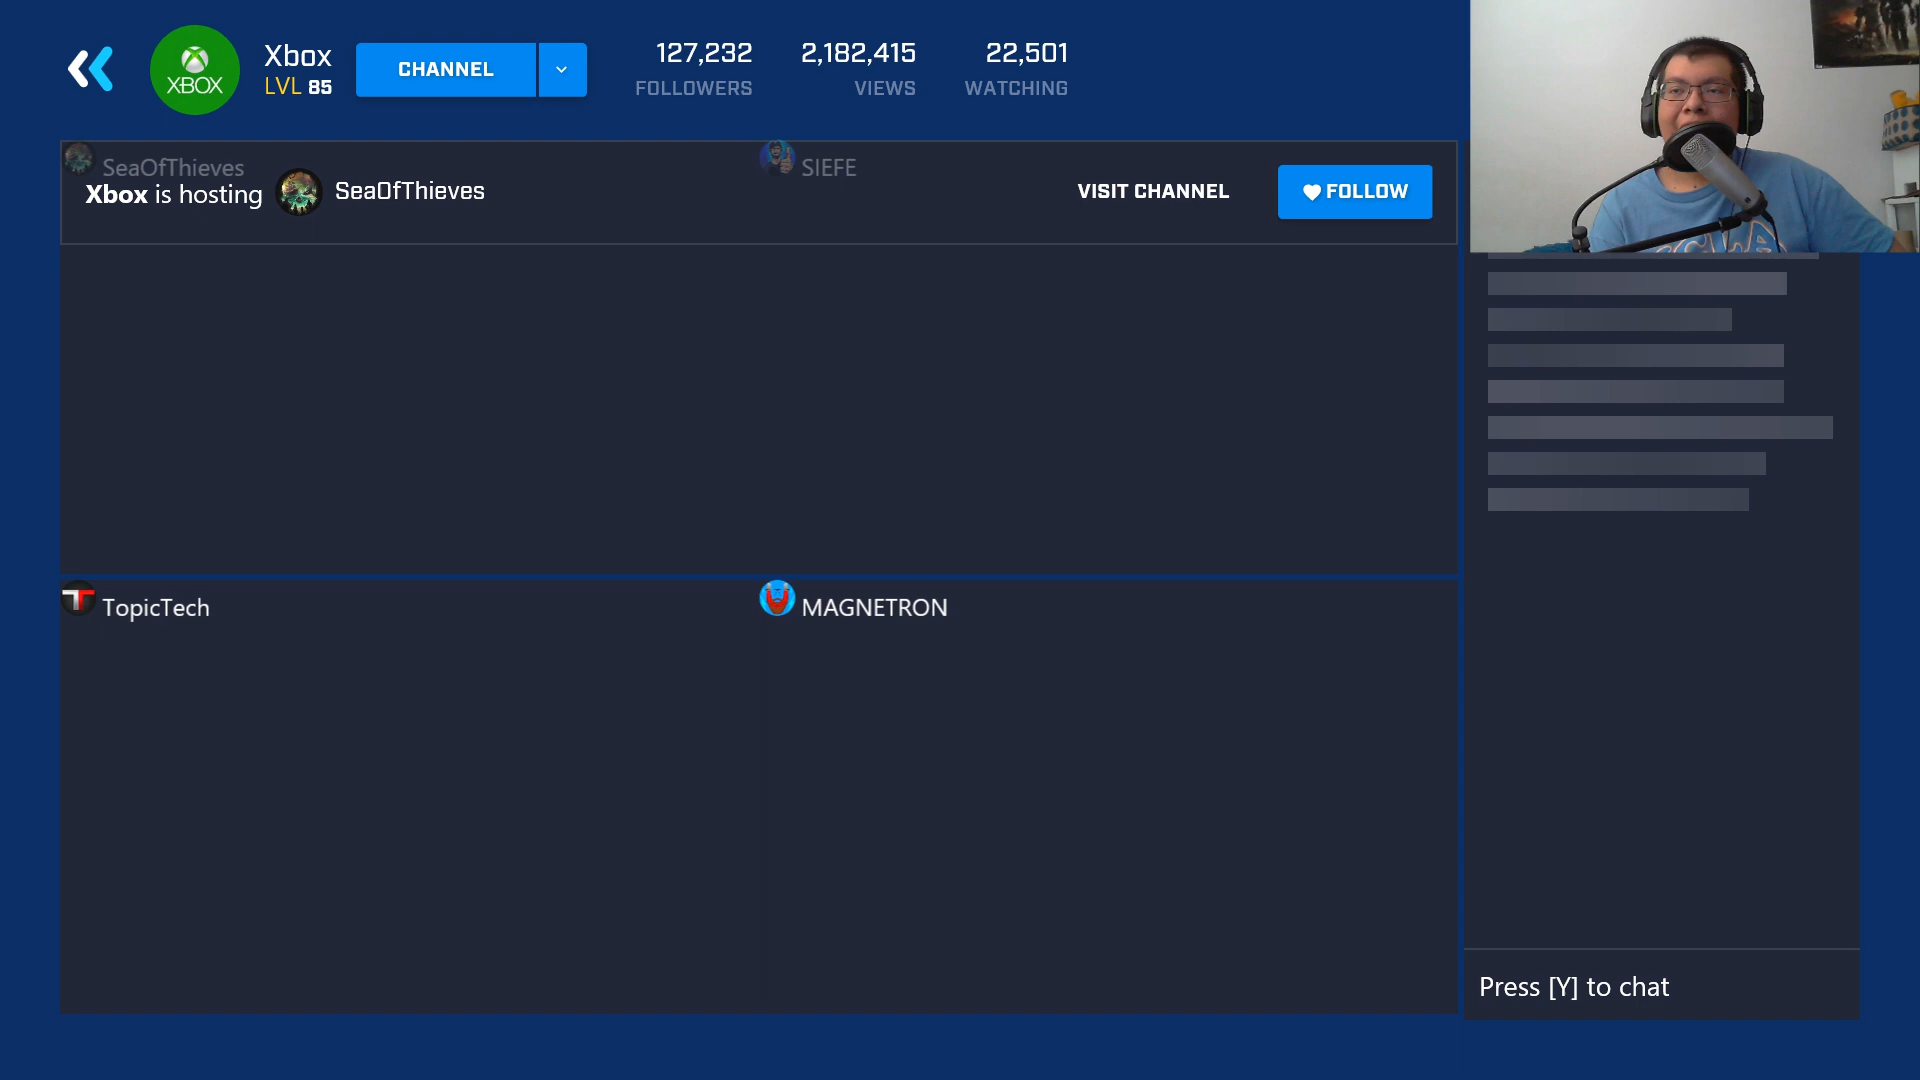 XBOX
Xbox
LVL 85
CHANNEL
127,232
FOLLOWERS
2,182,415
VIEWS
22,501
WATCHING
SeaOfThieves
SIEFE
Xbox is hosting
SeaOfThieves
VISIT CHANNEL
FOLLOW
TopicTech
MAGNETRON
Press [Y] to chat